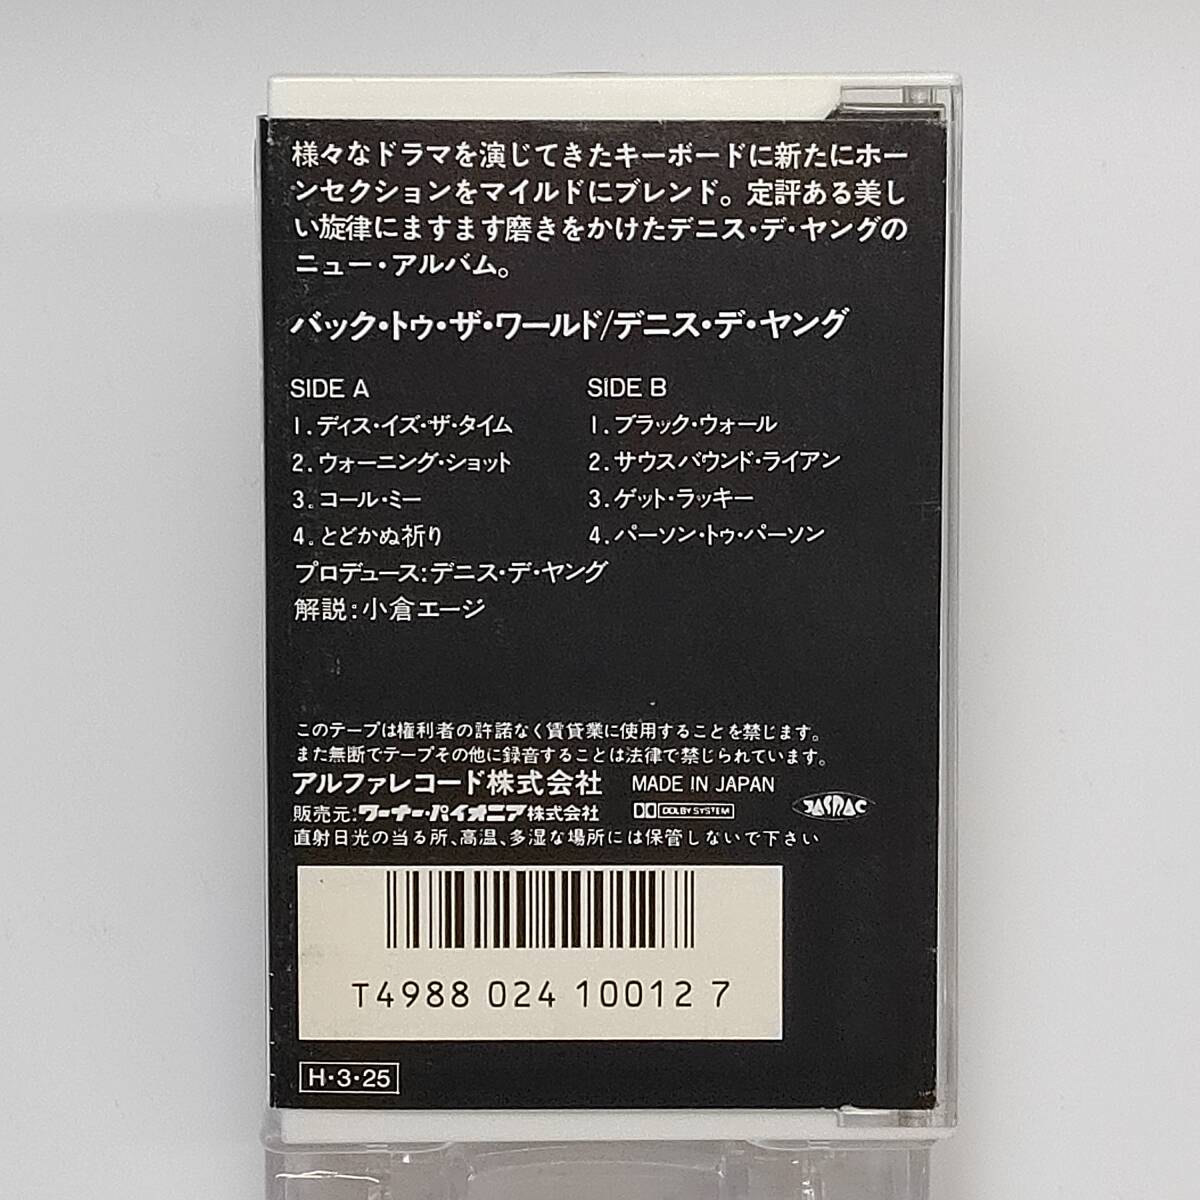 様々なドラマを演じてきたキーボードに新たにホー
ンセクションをマイルドにブレンド。定評ある美し
い旋律にますます磨きをかけたデニス・デ・ヤングの
ニュー・アルバム。
バック・トゥ・ザ・ワールド/デニス・デ・ヤング
SIDE A
1.ディス・イズ・ザ・タイム
2.ウォーニング・ショット
3.コール・ミー
4.とどかぬ祈り
SIDE B
1.ブラック・ウォール
2.サウスバウンド・ライアン
3.ゲット・ラッキー
4.パーソン・トゥ・パーソン
プロデュース:デニス・デ・ヤング
解説:小倉エージ
このテープは権利者の許諾なく賃貸業に使用することを禁じます。
また無断でテープその他に録音することは法律で禁じられています。
アルファレコード株式会社 MADE IN JAPAN
販売元:ワーナー・パイオニア株式会社 DOLBY SYSTEM JASRAC
直射日光の当る所、高温、多湿な場所には保管しないで下さい
T4988 024 10012 7
H・3・25